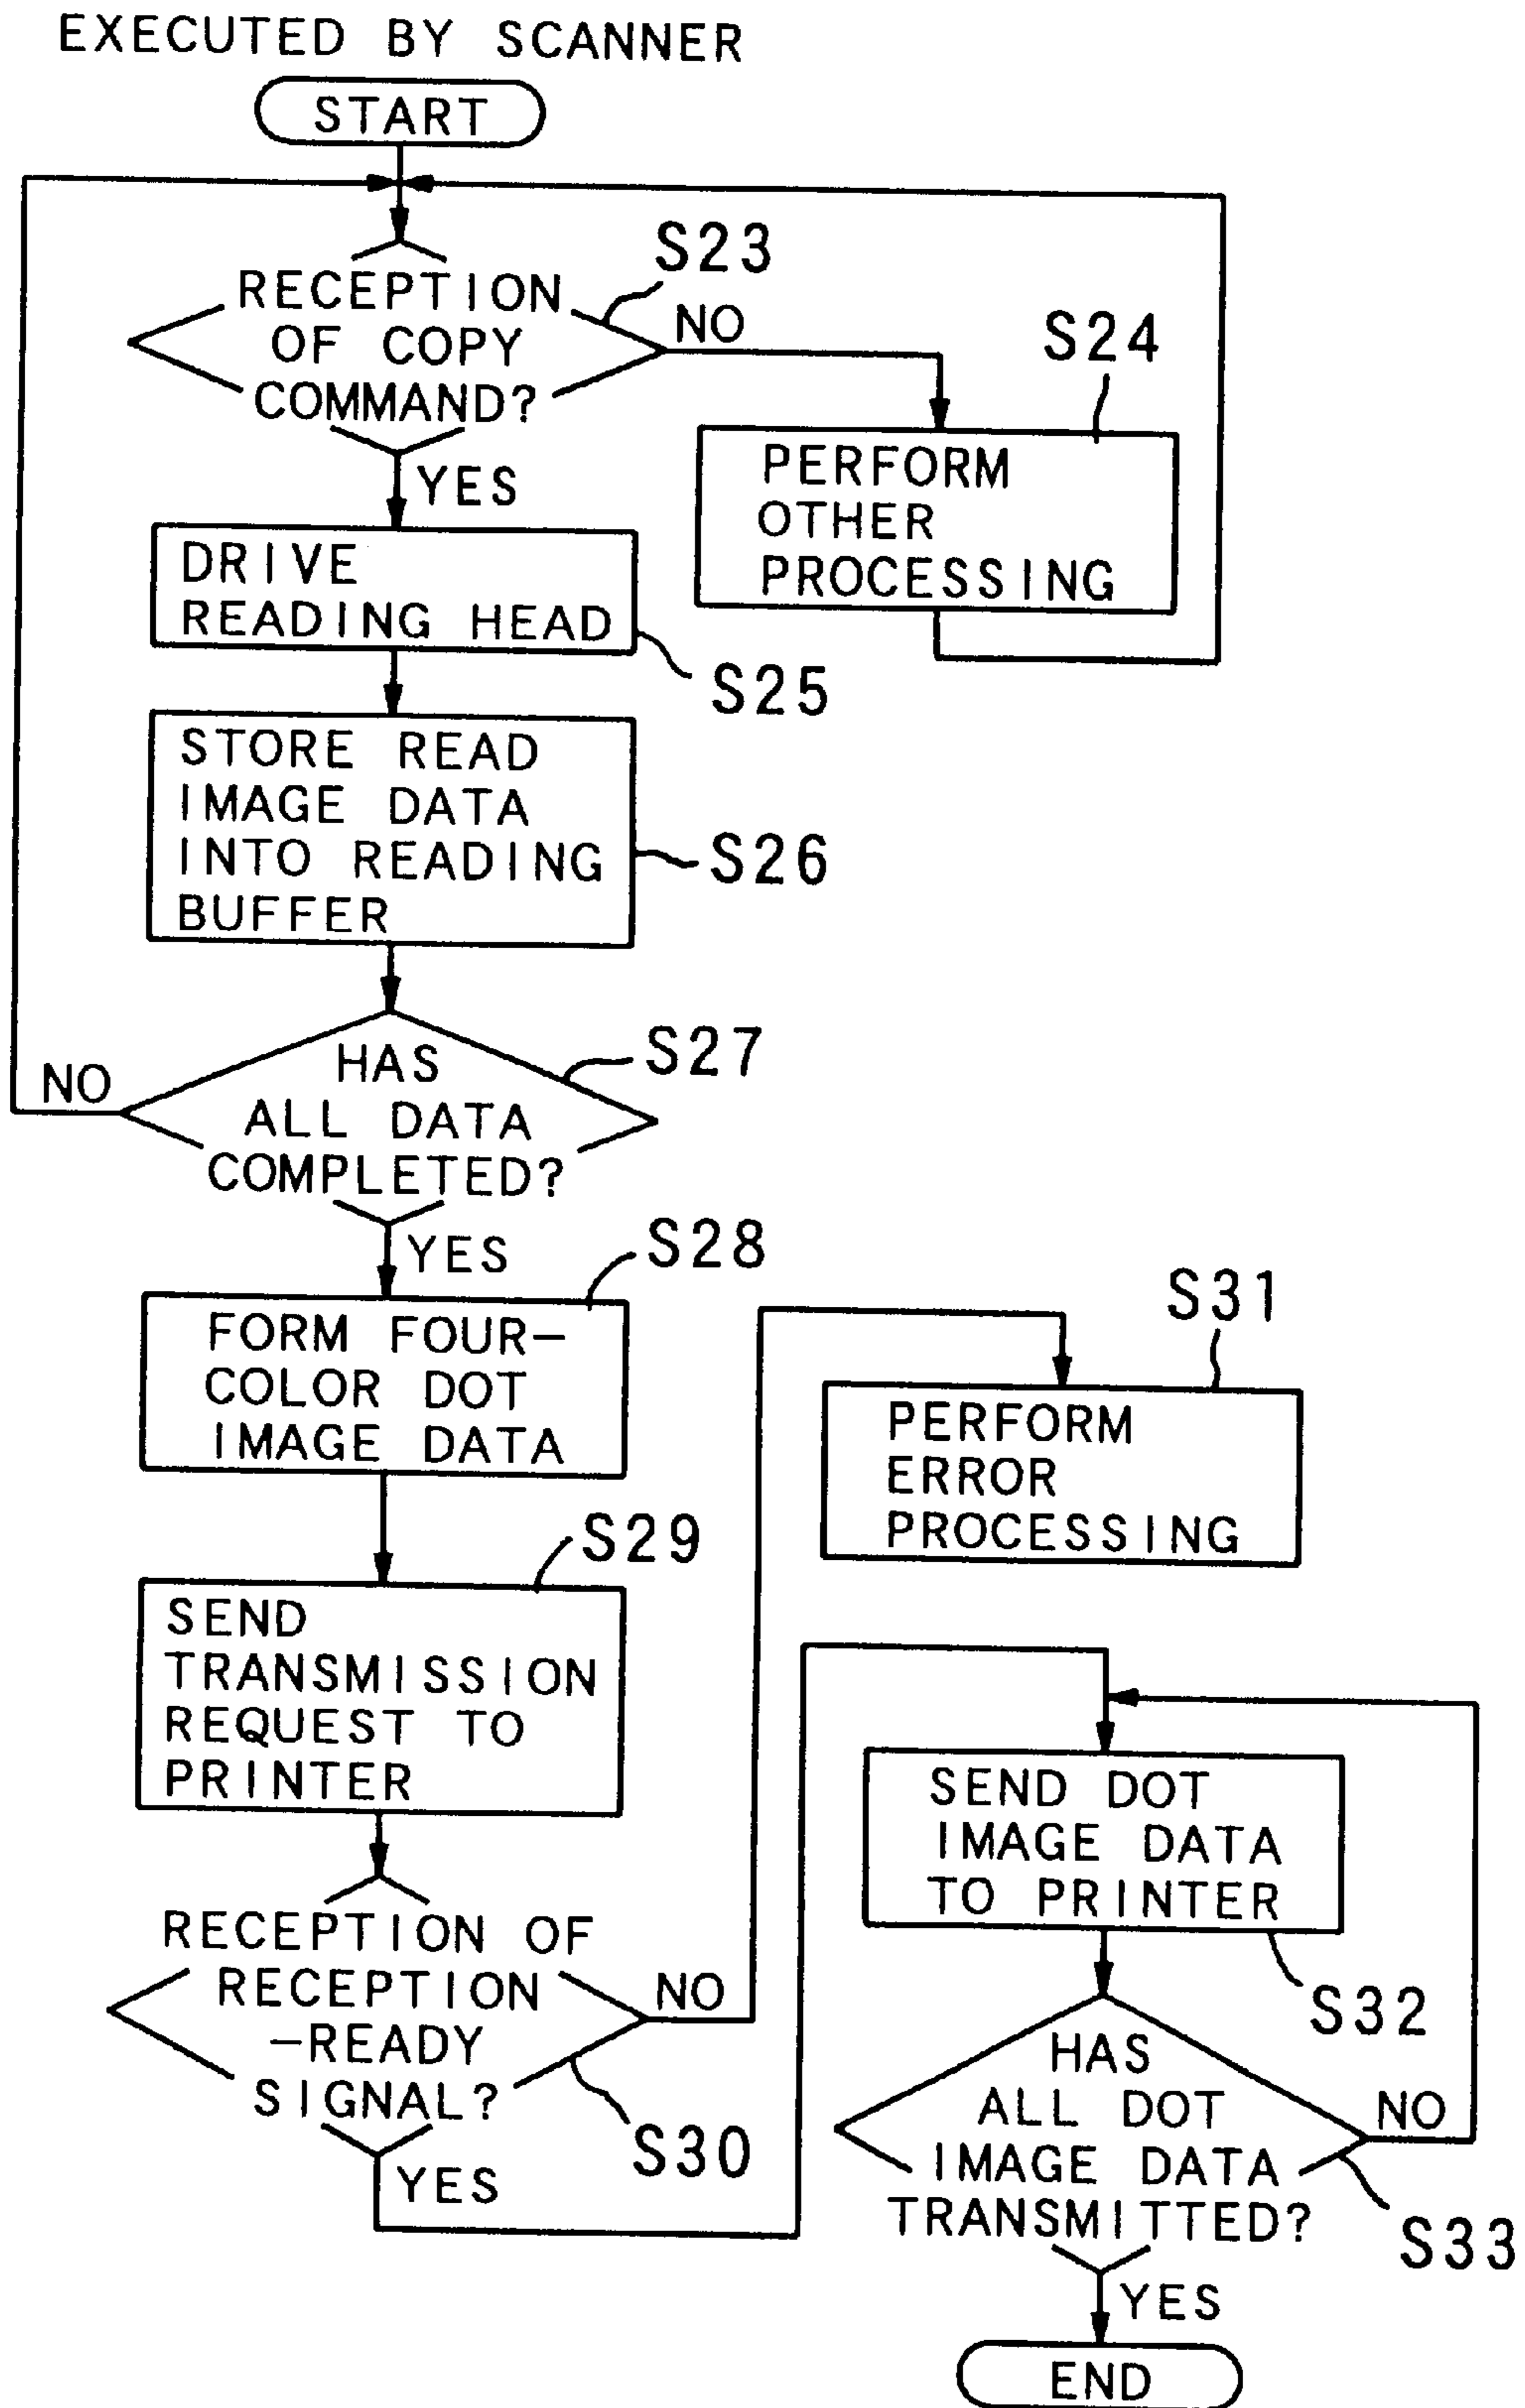 EXECUTED BY SCANNER
START
RECEPTION
OF COPY
COMMAND?
S23
NO
S24
PERFORM
OTHER
PROCESSING
YES
DRIVE
READING HEAD
S25
STORE READ
IMAGE DATA
INTO READING
BUFFER
S26
HAS
ALL DATA
COMPLETED?
S27
NO
YES
S28
FORM FOUR-
COLOR DOT
IMAGE DATA
S29
SEND
TRANSMISSION
REQUEST TO
PRINTER
RECEPTION OF
RECEPTION
-READY
SIGNAL?
NO
S30
YES
S31
PERFORM
ERROR
PROCESSING
SEND DOT
IMAGE DATA
TO PRINTER
S32
HAS
ALL DOT
IMAGE DATA
TRANSMITTED?
NO
S33
YES
END